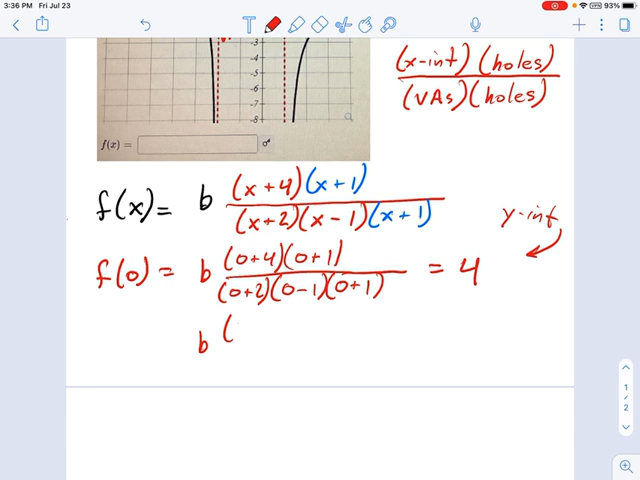 3:36 PM Fri Jul 23
93%
-3
-4
-5
-6
-7
-8
f(x) =
(x-int)(holes)
(VAs)(holes)
f(x) = b (x+4)(x+1)
(x+2)(x-1)(x+1)
y-int
f(0) = b (0+4)(0+1) = 4
(0+2)(0-1)(0+1)
b (
1
/
2